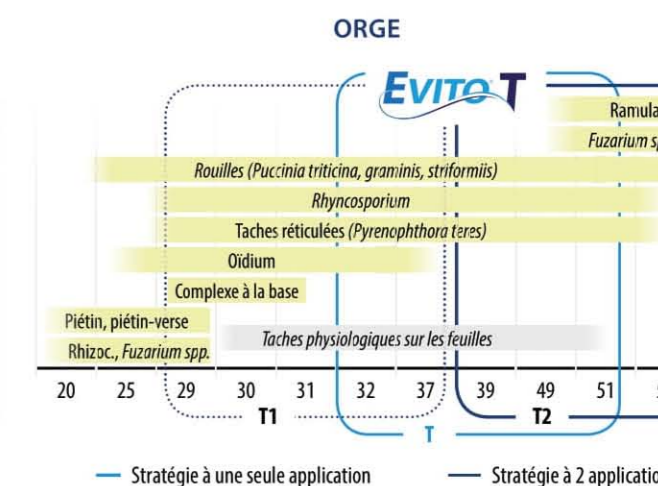 ORGE
EVITO T
Ramula
Fuzarium s
Rouilles (Puccinia triticina, graminis, striformiis)
Rhyncosporium
Taches réticulées (Pyrenophthora teres)
Oïdium
Complexe à la base
Piétin, piétin-verse
Taches physiologiques sur les feuilles
Rhizoc., Fuzarium spp.
20 25 29 30 31 32 37 39 49 51
T1 T2
T
Stratégie à une seule application Stratégie à 2 applicatio